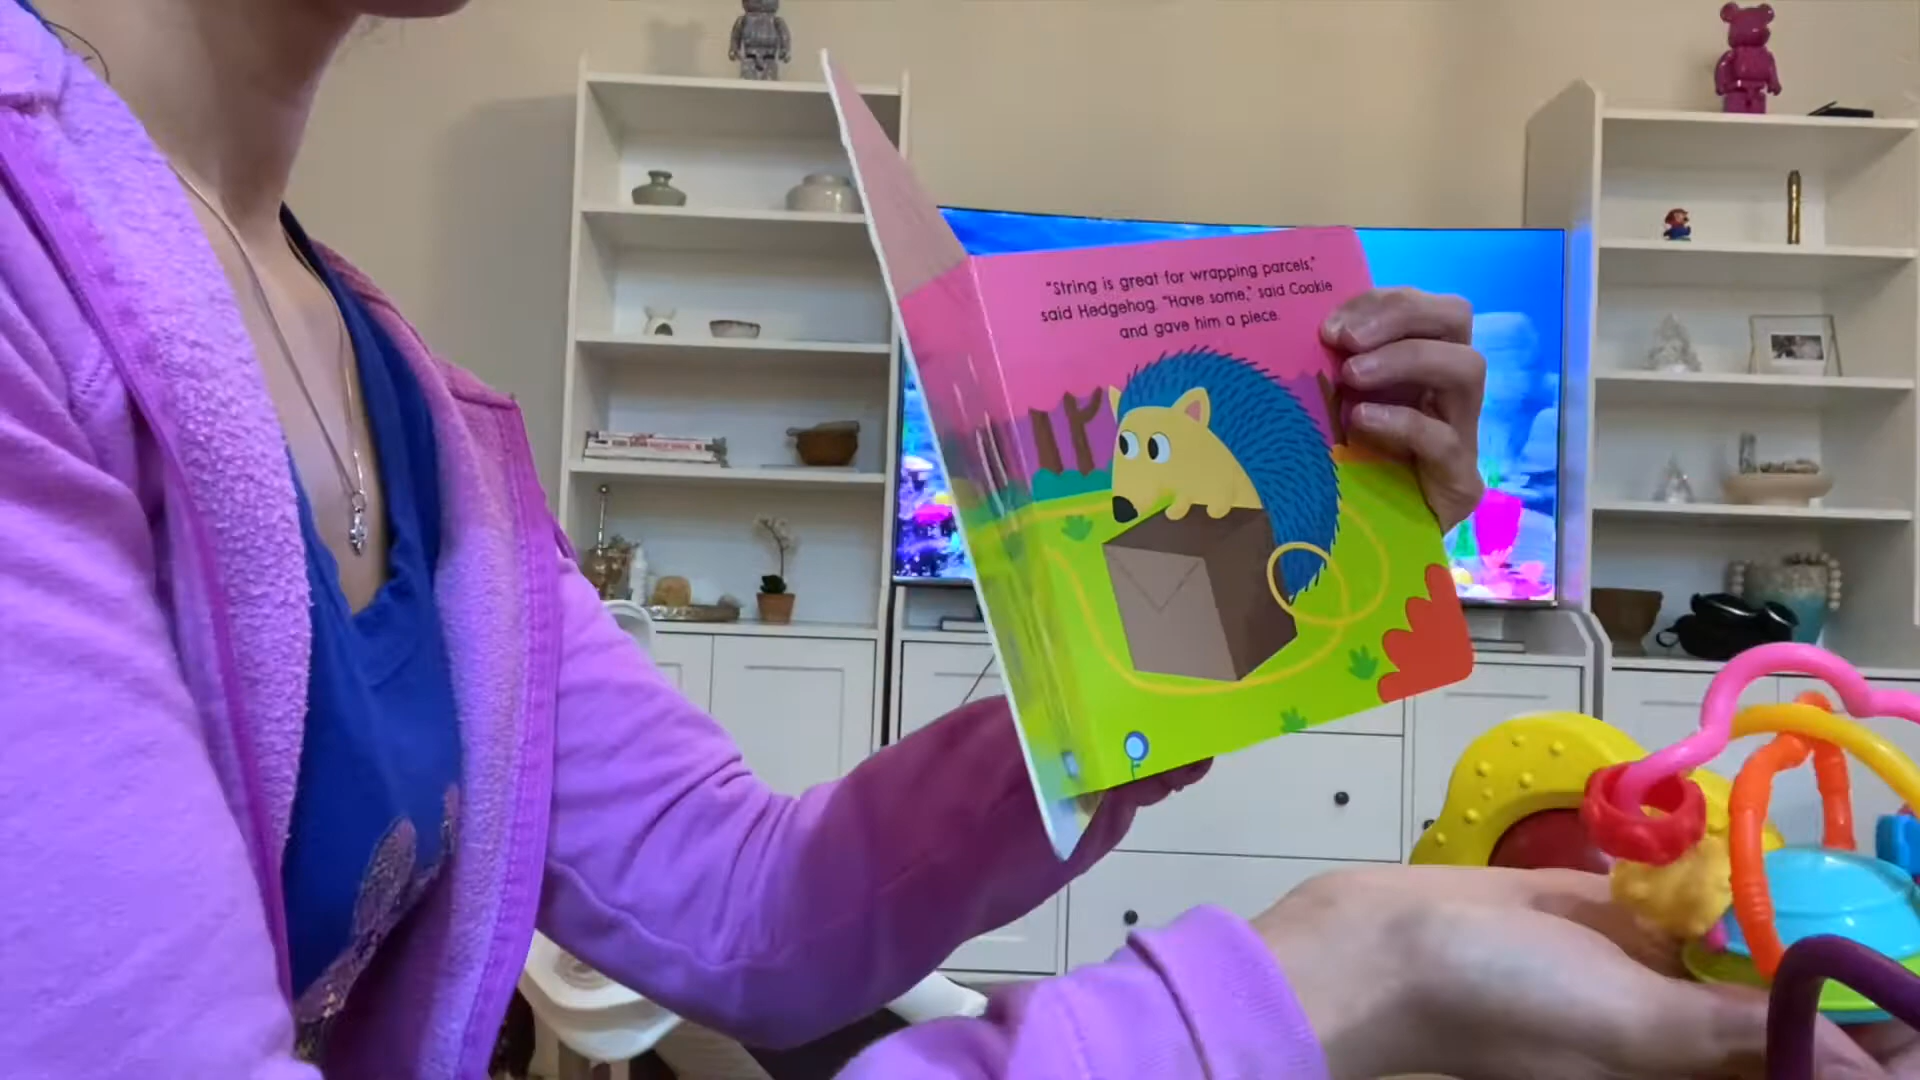 "String is great for wrapping parcels,"
said Hedgehog. "Have some," said Cookie
and gave him a piece.